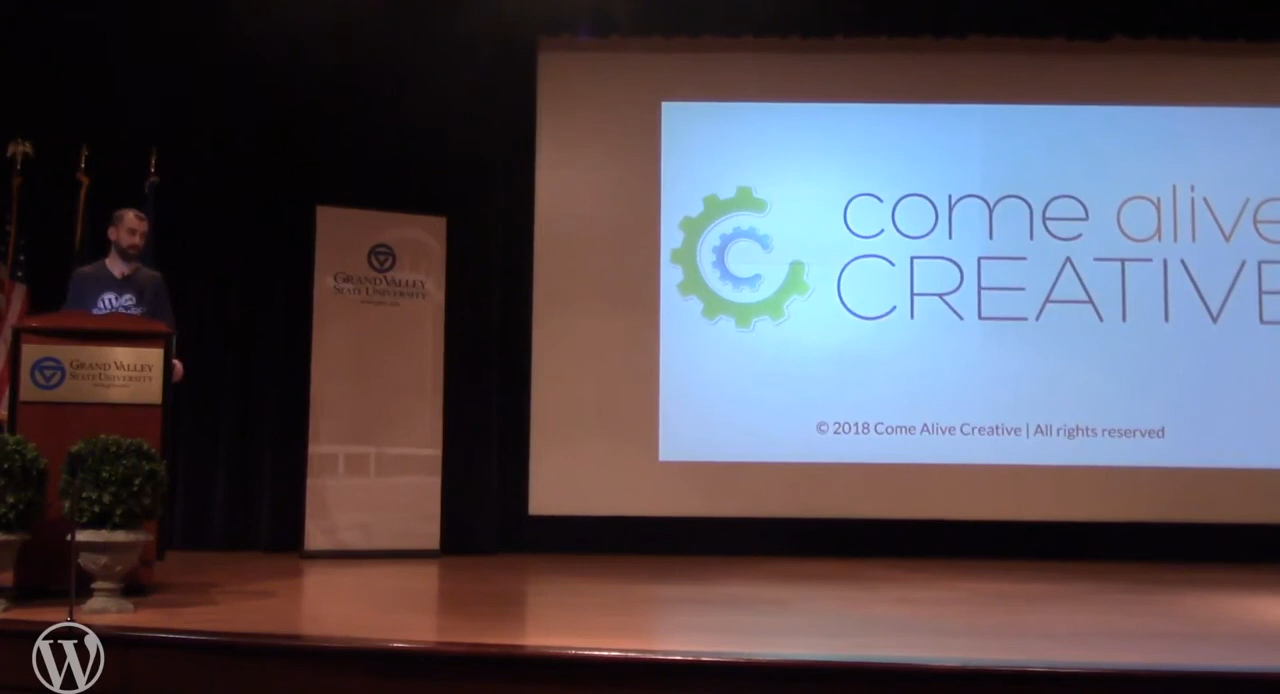 GRAND VALLEY
STATE UNIVERSITY
GRAND VALLEY
STATE UNIVERSITY
come alive
CREATIVE
© 2018 Come Alive Creative | All rights reserved
W